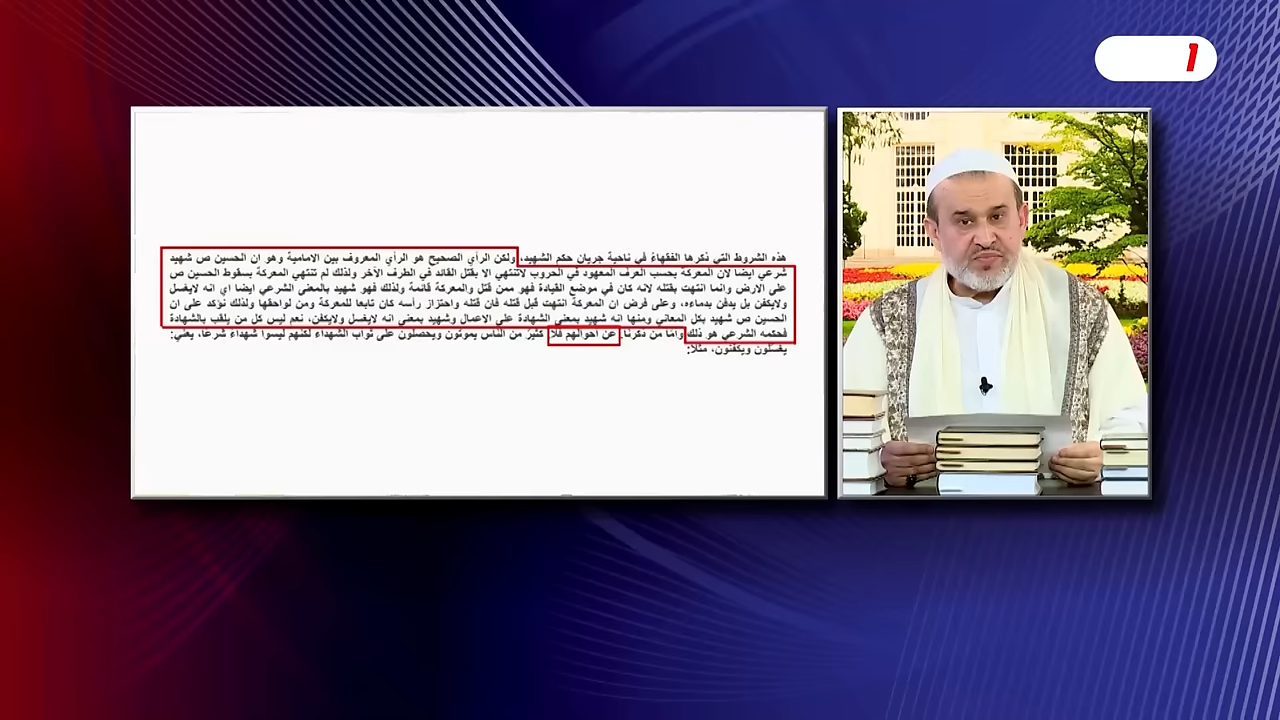 1
هذه الشروط التي ذكرها الفقهاء في ناحية جريان حكم الشهيد، ولكن الرأي الصحيح هو الرأي المعروف بين الامامية وهو ان الحسين ص شهيد
شرعي ايضا لان المعركة بحسب العرف المعهود في الحروب لاتنتهي الا بقتل القائد في الطرف الآخر ولذلك لم تنتهي المعركة بسقوط الحسين ص
على الارض وانما انتهت بقتله لانه كان في موضع القيادة فهو ممن قتل والمعركة قائمة ولذلك فهو شهيد بالمعنى الشرعي ايضا اي انه لايغسل
ولايكفن بل يدفن بدماءه، وعلى فرض ان المعركة انتهت قبل قتله فان قتله واحتزاز رأسه كان تابعا للمعركة ومن لواحقها ولذلك نؤكد على ان
الحسين ص شهيد بكل المعاني ومنها انه شهيد بمعنى الشهادة على الاعمال وشهيد بمعنى انه لايغسل ولايكفن، نعم ليس كل من يلقب بالشهادة
فحكمه الشرعي هو ذلك واما من ذكرنا عن احوالهم فلا كثير من الناس يموتون ويحصلون على ثواب الشهداء لكنهم ليسوا شهداء شرعا، يعني:
يغسلون ويكفنون، مثلا: